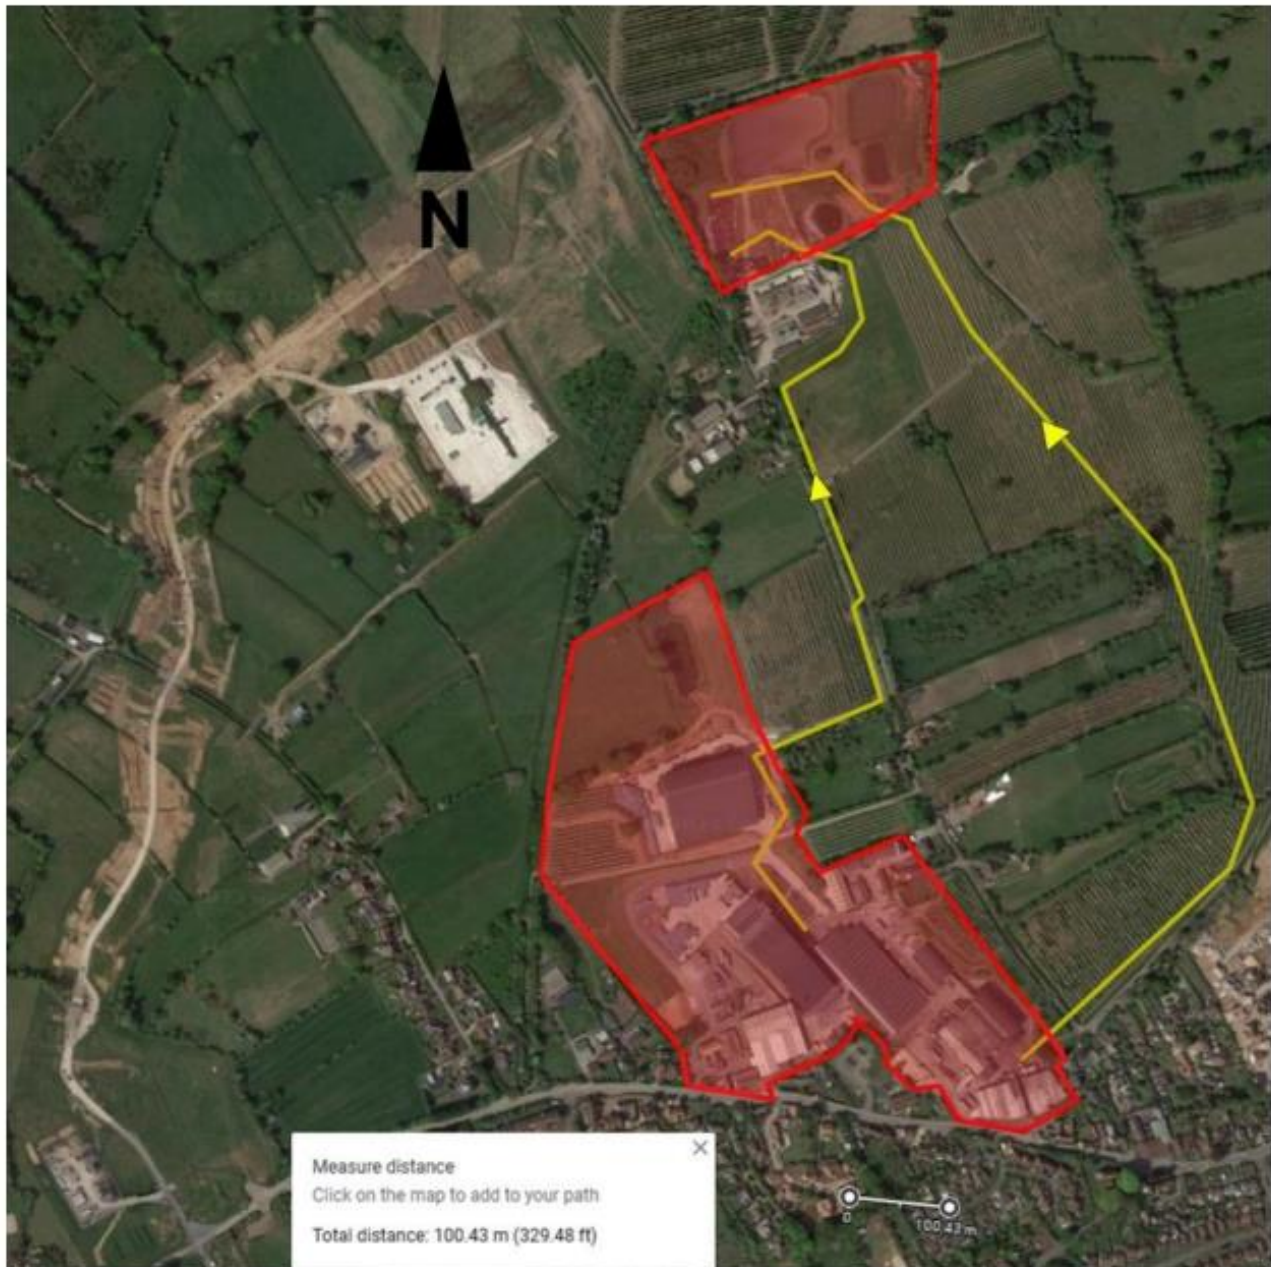 N
Measure distance
Click on the map to add to your path
Total distance: 100.43 m (329.48 ft)
0
100.43 m